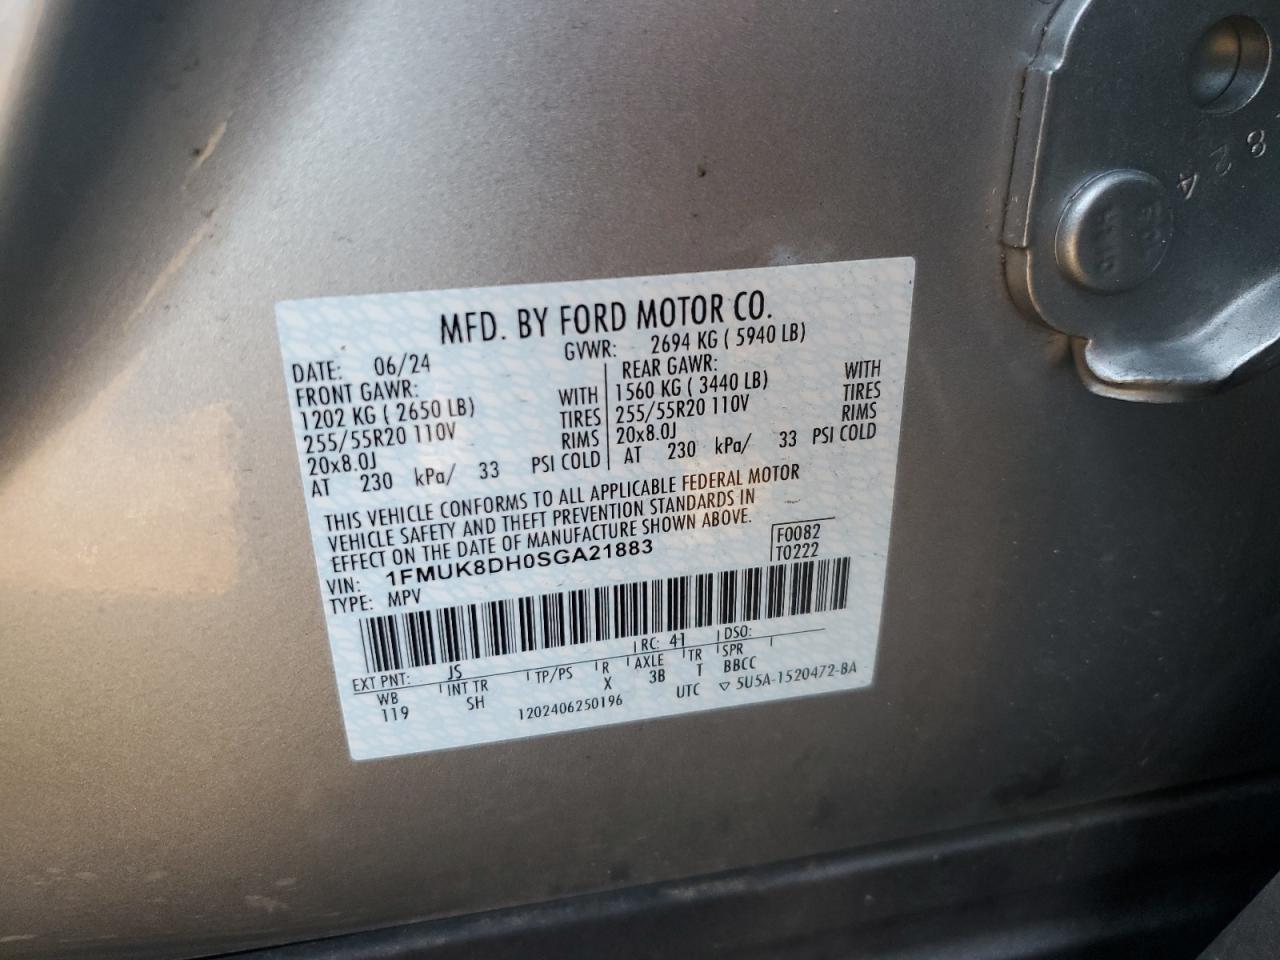 MFD. BY FORD MOTOR CO.
DATE: 06/24 GVWR: 2694 KG ( 5940 LB)
FRONT GAWR: REAR GAWR:
1202 KG ( 2650 LB) WITH 1560 KG ( 3440 LB) WITH
255/55R20 110V TIRES 255/55R20 110V TIRES
20x8.0J RIMS 20x8.0J RIMS
AT 230 kPa/ 33 PSI COLD AT 230 kPa/ 33 PSI COLD
THIS VEHICLE CONFORMS TO ALL APPLICABLE FEDERAL MOTOR
VEHICLE SAFETY AND THEFT PREVENTION STANDARDS IN
EFFECT ON THE DATE OF MANUFACTURE SHOWN ABOVE.
VIN: 1FMUK8DH0SGA21883 F0082
TYPE: MPV T0222
EXT PNT: JS RC: 41 DSO:
WB INT TR TP/PS R AXLE TR SPR
119 SH X 3B T BBCC
1202406250196 UTC ▽ 5U5A-1520472-BA
824